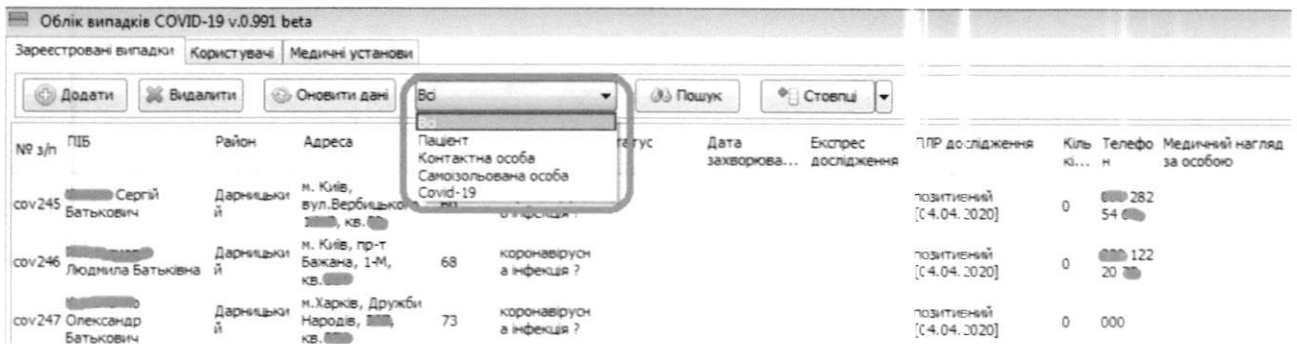 Облік випадків COVID-19 v.0.991 beta
Зареєстровані випадки Користувачі Медичні установи
Додати Видалити Оновити дані Всі Пошук Стовпці
Всі
Пацієнт
Контактна особа
Самоізольована особа
Covid-19
№ з/п ПІБ Район Адреса Дата захворюва... Експрес дослідження ПЛР дослідження Кіль кі... Телефо н Медичний нагляд за особою
cov245 Сергій Батькович Дарницьки й м. Київ, вул.Вербицького , кв. позитивний [04.04.2020] 0 282 54
cov246 Людмила Батьківна Дарницьки й м. Київ, пр-т Бажана, 1-М, кв. 68 коронавірусн а інфекція ? позитивний [04.04.2020] 0 122 20
cov247 Олександр Батькович Дарницьки й м.Харків, Дружби Народів, , кв. 73 коронавірусн а інфекція ? позитивний [04.04.2020] 0 000